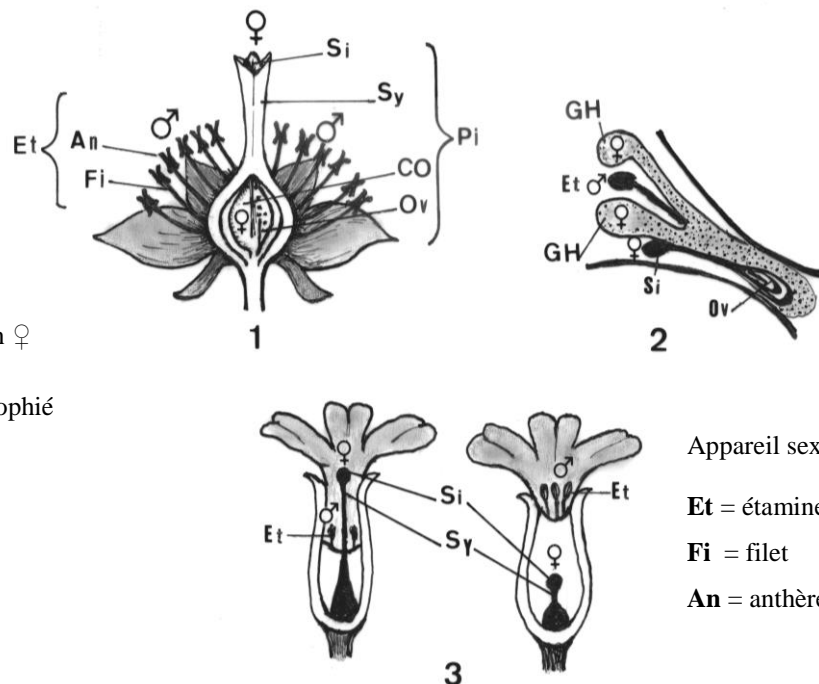 ♀
Si
Sy
Et
An
♂
♂
Pi
Fi
CO
♀
Ov
1
GH
♀
Et ♂
♀
GH
♀
Si
Ov
2
♀
ophié
♀
♂
Et
Si
Sy
♂
Et
♀
3
Appareil sex
Et = étamine
Fi = filet
An = anthère